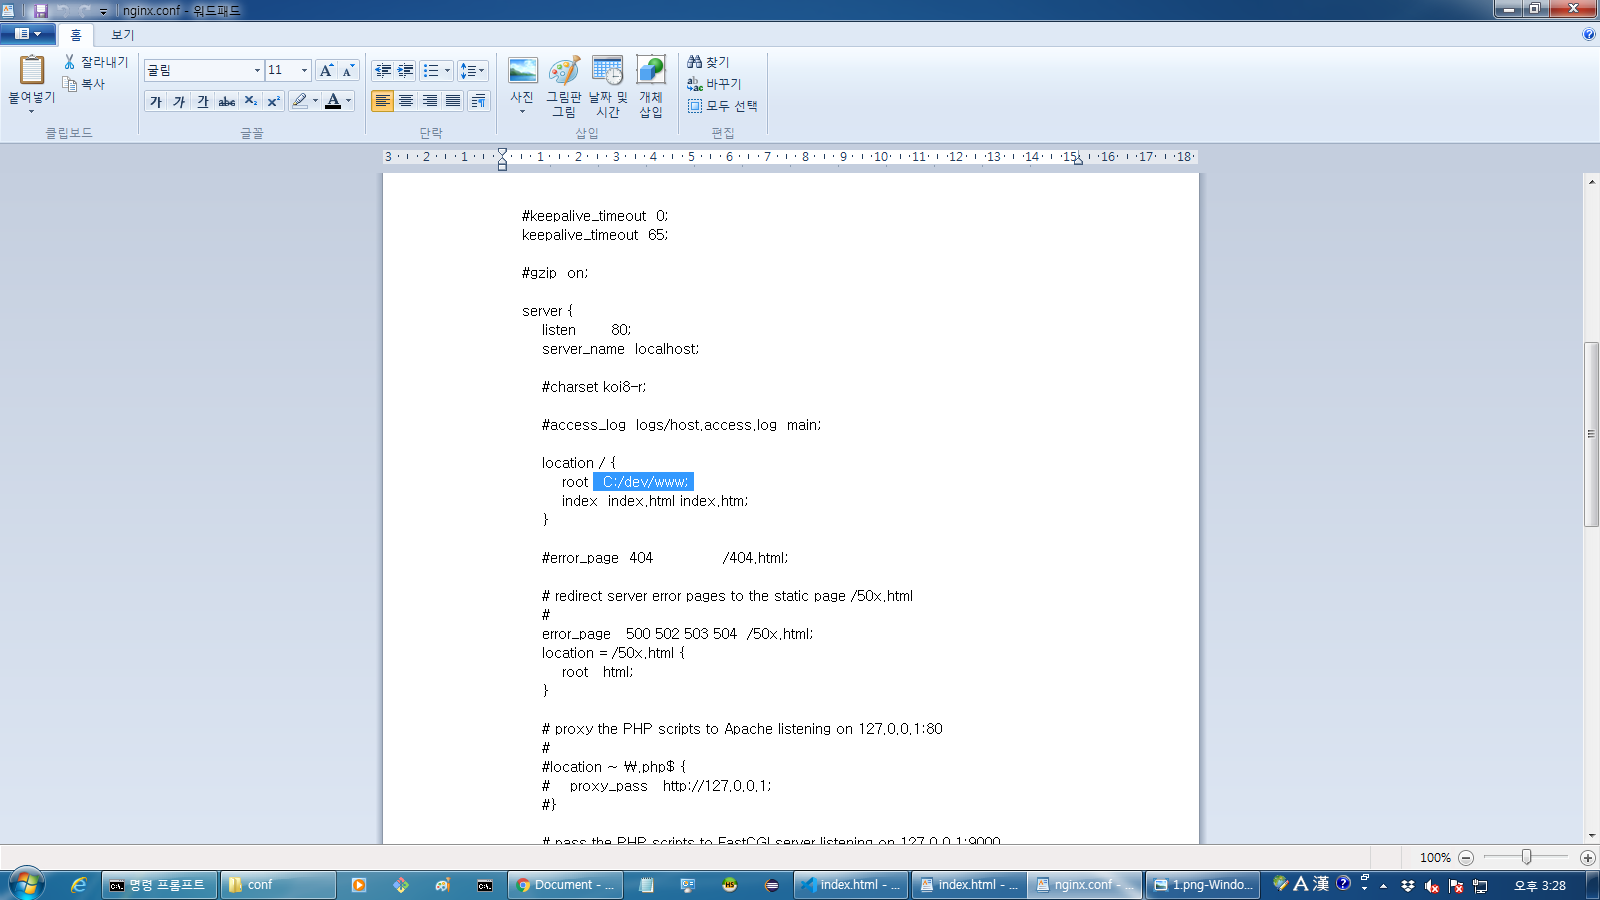 nginx.conf - 워드패드
홈 보기
붙여넣기 잘라내기 복사
클립보드
굴림 11
가 가 가 abc X₂ X² A
글꼴
단락
사진 그림판 그림 날짜 및 시간 개체 삽입
삽입
찾기
바꾸기
모두 선택
편집
3 2 1 1 2 3 4 5 6 7 8 9 10 11 12 13 14 15 16 17 18
#keepalive_timeout  0;
keepalive_timeout  65;
#gzip  on;
server {
listen       80;
server_name  localhost;
#charset koi8-r;
#access_log  logs/host.access.log  main;
location / {
root   C:/dev/www;
index  index.html index.htm;
}
#error_page  404              /404.html;
# redirect server error pages to the static page /50x.html
#
error_page   500 502 503 504  /50x.html;
location = /50x.html {
root   html;
}
# proxy the PHP scripts to Apache listening on 127.0.0.1:80
#
#location ~ ₩.php$ {
#    proxy_pass   http://127.0.0.1;
#}
# pass the PHP scripts to FastCGI server listening on 127.0.0.1:9000
100%
명령 프롬프트 conf Document - ... index.html - ... index.html - ... nginx.conf - ... 1.png-Windo... A 漢 오후 3:28